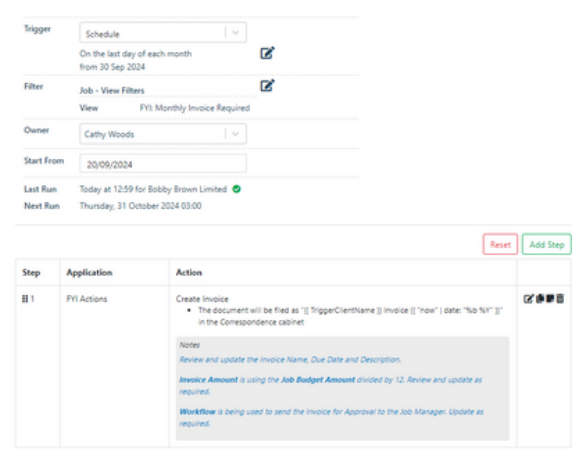 Trigger
Schedule
On the last day of each month
from 30 Sep 2024
Filter
Job - View Filters
View FYI: Monthly Invoice Required
Owner
Cathy Woods
Start From
20/09/2024
Last Run Today at 12:59 for Bobby Brown Limited
Next Run Thursday, 31 October 2024 03:00
Reset Add Step
Step Application Action
1 FYI Actions Create Invoice
• The document will be filed as "{{ TriggerClientName }} Invoice {{ "now" | date: "%b %Y" }}"
in the Correspondence cabinet
Notes
Review and update the Invoice Name, Due Date and Description.
Invoice Amount is using the Job Budget Amount divided by 12. Review and update as
required.
Workflow is being used to send the invoice for Approval to the Job Manager. Update as
required.